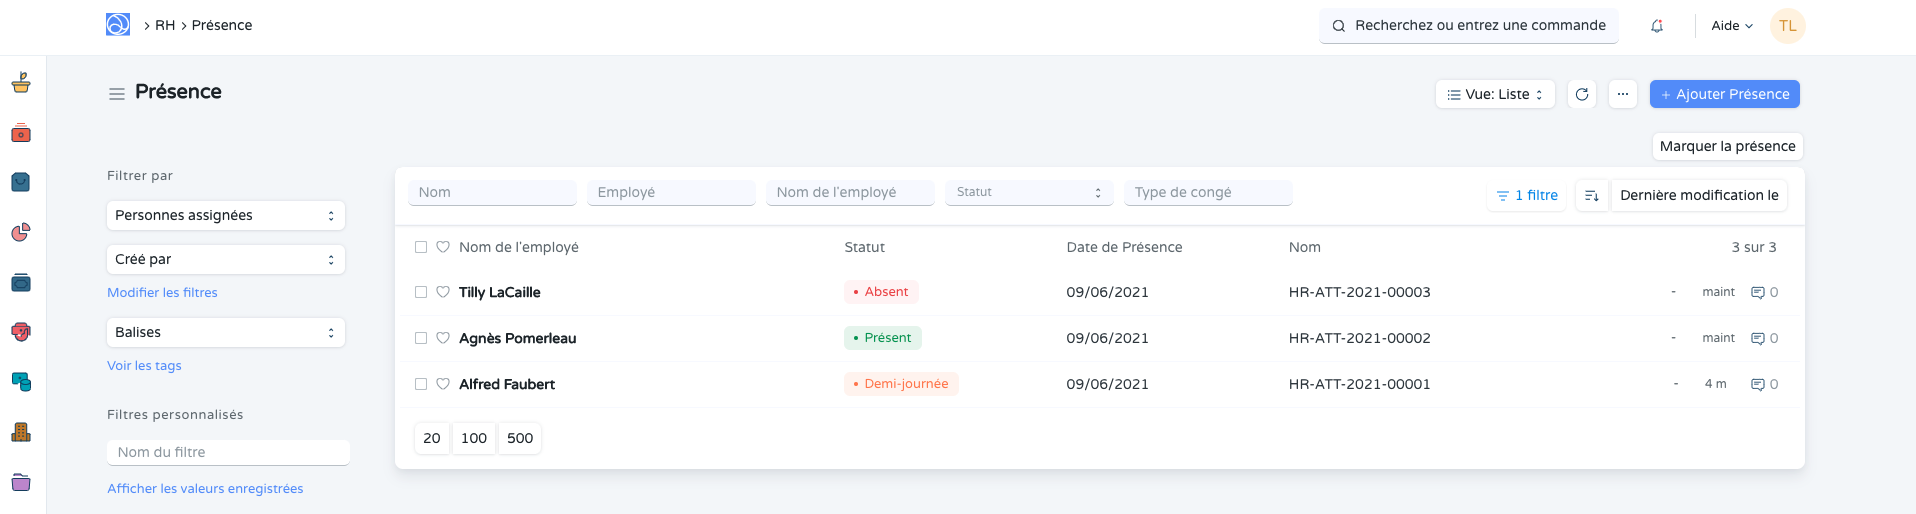 > RH > Présence
Recherchez ou entrez une commande
Aide
TL
Présence
Vue: Liste
...
+ Ajouter Présence
Marquer la présence
Filtrer par
Personnes assignées
Créé par
Modifier les filtres
Balises
Voir les tags
Filtres personnalisés
Nom du filtre
Afficher les valeurs enregistrées
Nom
Employé
Nom de l'employé
Statut
Type de congé
1 filtre
Dernière modification le
Nom de l'employé Statut Date de Présence Nom 3 sur 3
Tilly LaCaille • Absent 09/06/2021 HR-ATT-2021-00003 - maint 0
Agnès Pomerleau • Présent 09/06/2021 HR-ATT-2021-00002 - maint 0
Alfred Faubert • Demi-journée 09/06/2021 HR-ATT-2021-00001 - 4 m 0
20 100 500